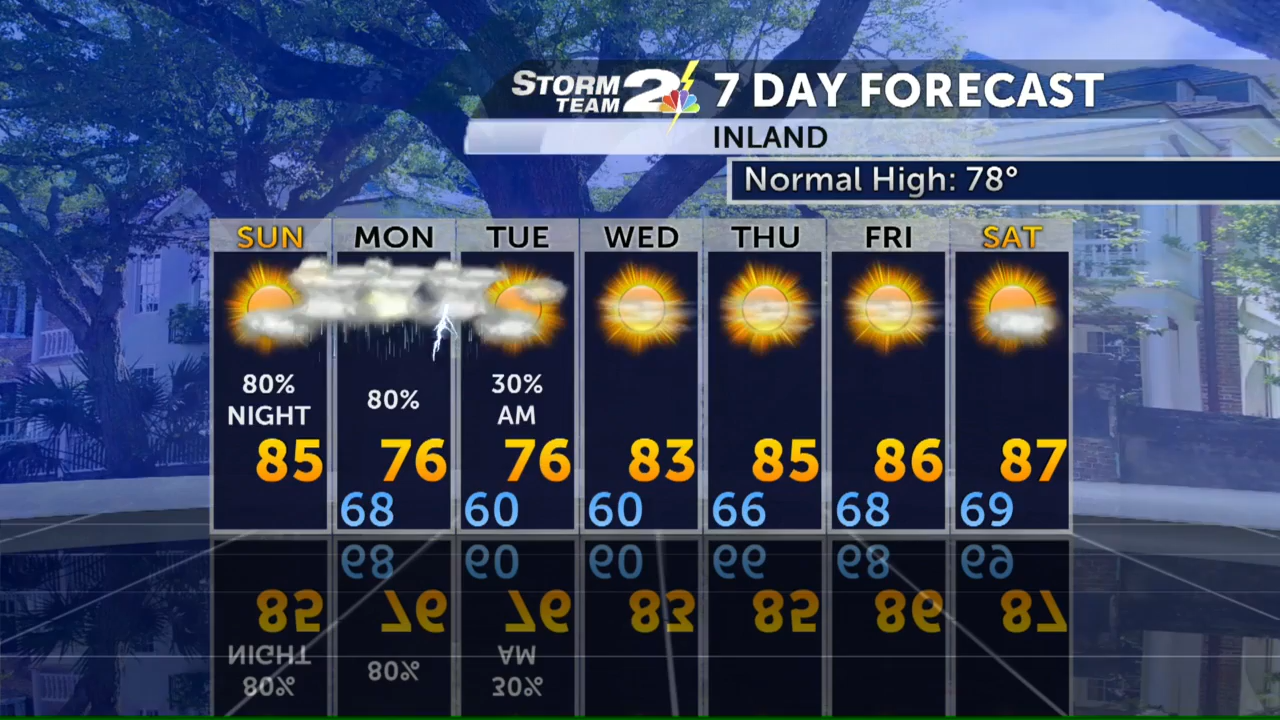 STORM TEAM 2
7 DAY FORECAST
INLAND
Normal High: 78°
SUN MON TUE WED THU FRI SAT
80% NIGHT 80% 30% AM
85 76 76 83 85 86 87
68 60 60 66 68 69